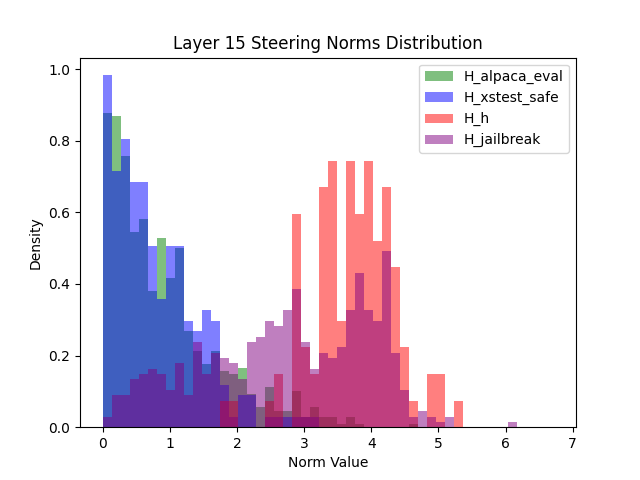 Layer 15 Steering Norms Distribution
H_alpaca_eval
H_xstest_safe
H_h
H_jailbreak
Density
1.0
0.8
0.6
0.4
0.2
0.0
0 1 2 3 4 5 6 7
Norm Value